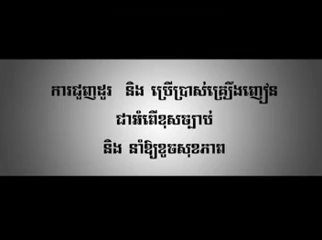 ការជួញដូរ និង ប្រើប្រាស់គ្រឿងញៀន
ជាអំពើខុសច្បាប់
និង នាំឱ្យខូចសុខភាព